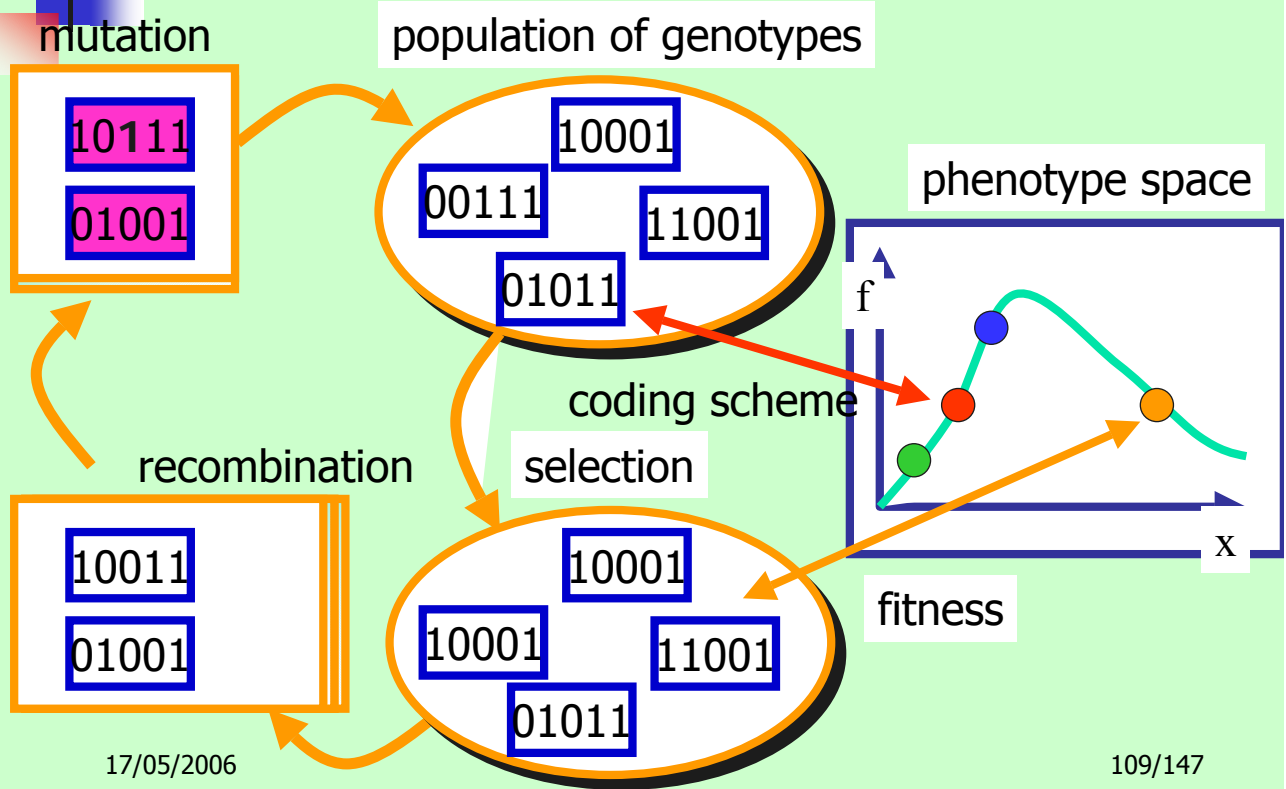 mutation
population of genotypes
10111
01001
10001
00111
11001
01011
phenotype space
f
x
coding scheme
recombination
selection
10011
01001
10001
10001
11001
01011
fitness
17/05/2006
109/147